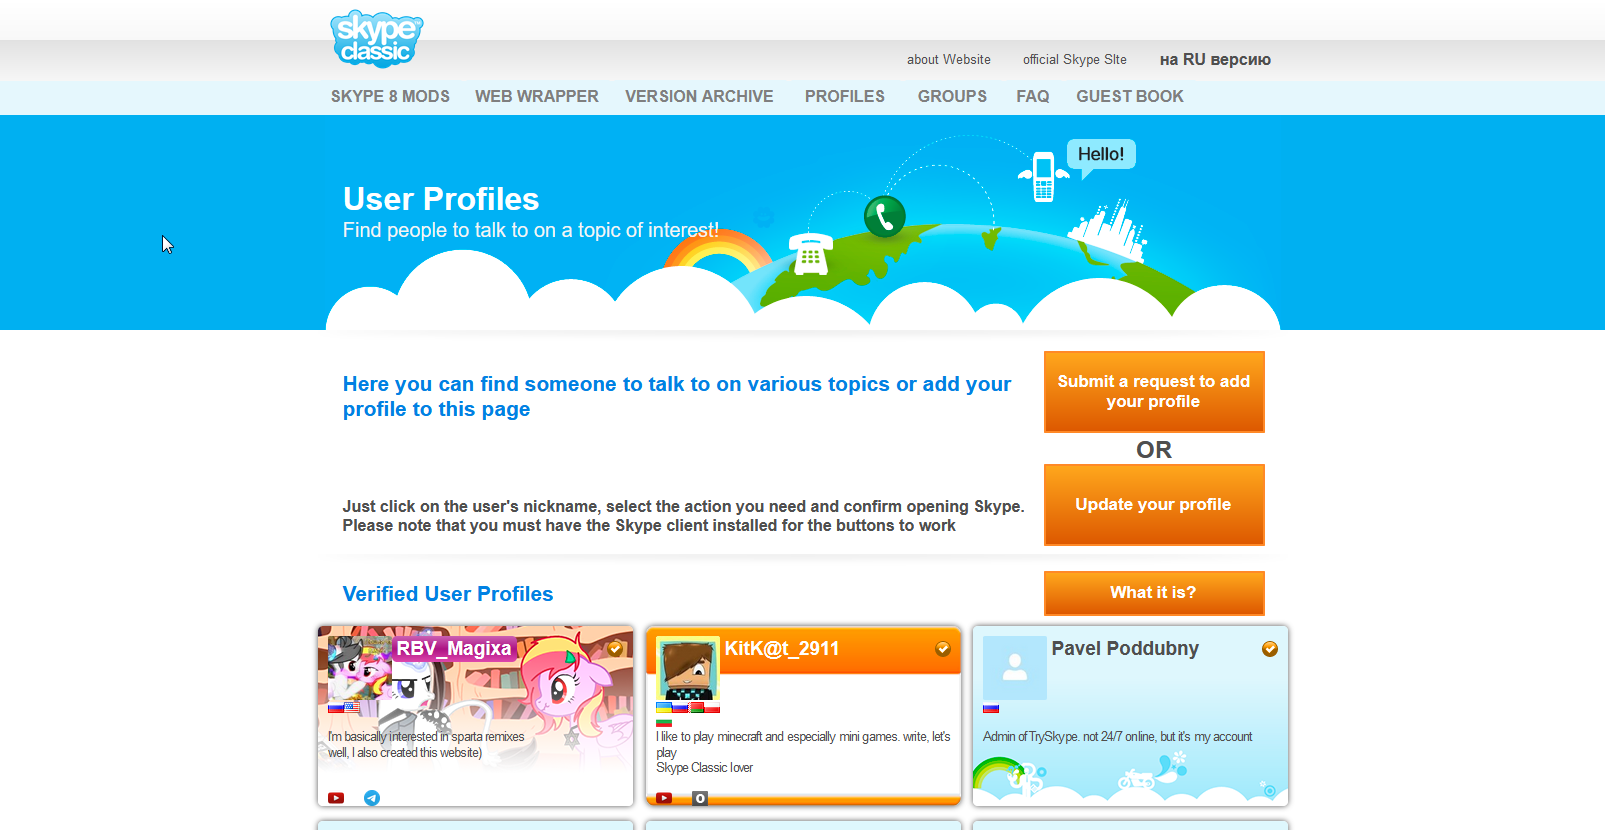 skype
classic
about Website
official Skype SIte
на RU версию
SKYPE 8 MODS
WEB WRAPPER
VERSION ARCHIVE
PROFILES
GROUPS
FAQ
GUEST BOOK
Hello!
User Profiles
Find people to talk to on a topic of interest!
Here you can find someone to talk to on various topics or add your
profile to this page
Submit a request to add
your profile
OR
Update your profile
Just click on the user's nickname, select the action you need and confirm opening Skype.
Please note that you must have the Skype client installed for the buttons to work
Verified User Profiles
What it is?
RBV_Magixa
I'm basically interested in sparta remixes
well, I also created this website)
KitK@t_2911
I like to play minecraft and especially mini games. write, let's
play
Skype Classic lover
Pavel Poddubny
Admin of TrySkype. not 24/7 online, but it's my account